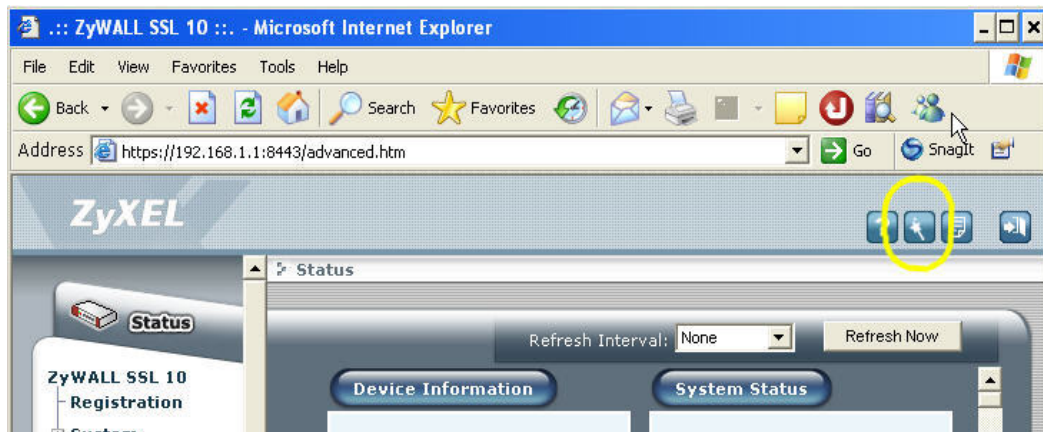 .:: ZyWALL SSL 10 ::. - Microsoft Internet Explorer
File Edit View Favorites Tools Help
Back Search Favorites
Address https://192.168.1.1:8443/advanced.htm Go SnagIt
ZyXEL
?
Status
Status
Refresh Interval: None Refresh Now
ZyWALL SSL 10
Device Information System Status
Registration
System